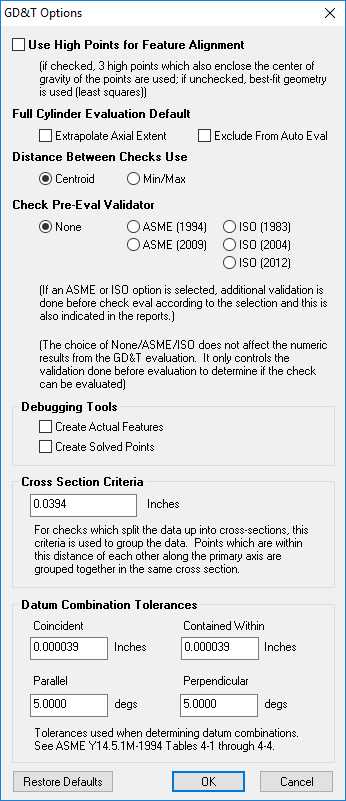 GD&T Options
Use High Points for Feature Alignment
(if checked, 3 high points which also enclose the center of
gravity of the points are used; if unchecked, best-fit geometry
is used (least squares))
Full Cylinder Evaluation Default
Extrapolate Axial Extent
Exclude From Auto Eval
Distance Between Checks Use
Centroid
Min/Max
Check Pre-Eval Validator
None
ASME (1994)
ISO (1983)
ASME (2009)
ISO (2004)
ISO (2012)
(If an ASME or ISO option is selected, additional validation is
done before check eval according to the selection and this is
also indicated in the reports.)
(The choice of None/ASME/ISO does not affect the numeric
results from the GD&T evaluation.  It only controls the
validation done before evaluation to determine if the check
can be evaluated)
Debugging Tools
Create Actual Features
Create Solved Points
Cross Section Criteria
0.0394 Inches
For checks which split the data up into cross-sections, this
criteria is used to group the data.  Points which are within
this distance of each other along the primary axis are
grouped together in the same cross section.
Datum Combination Tolerances
Coincident
Contained Within
0.000039 Inches
0.000039 Inches
Parallel
Perpendicular
5.0000 degs
5.0000 degs
Tolerances used when determining datum combinations.
See ASME Y14.5.1M-1994 Tables 4-1 through 4-4.
Restore Defaults
OK
Cancel